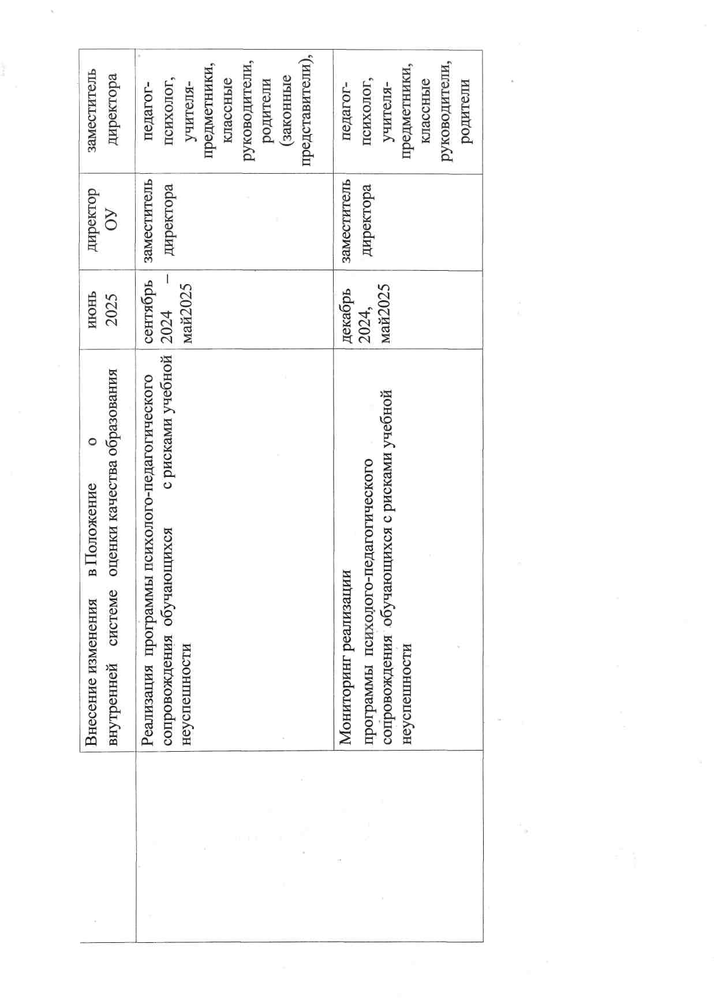 Внесение изменения в Положение о
внутренней системе оценки качества образования
июнь
2025
директор
ОУ
заместитель
директора
Реализация программы психолого-педагогического
сопровождения обучающихся с рисками учебной
неуспешности
сентябрь
2024 –
май2025
заместитель
директора
педагог-
психолог,
учителя-
предметники,
классные
руководители,
родители
(законные
представители),
Мониторинг реализации
программы психолого-педагогического
сопровождения обучающихся с рисками учебной
неуспешности
декабрь
2024,
май2025
заместитель
директора
педагог-
психолог,
учителя-
предметники,
классные
руководители,
родители